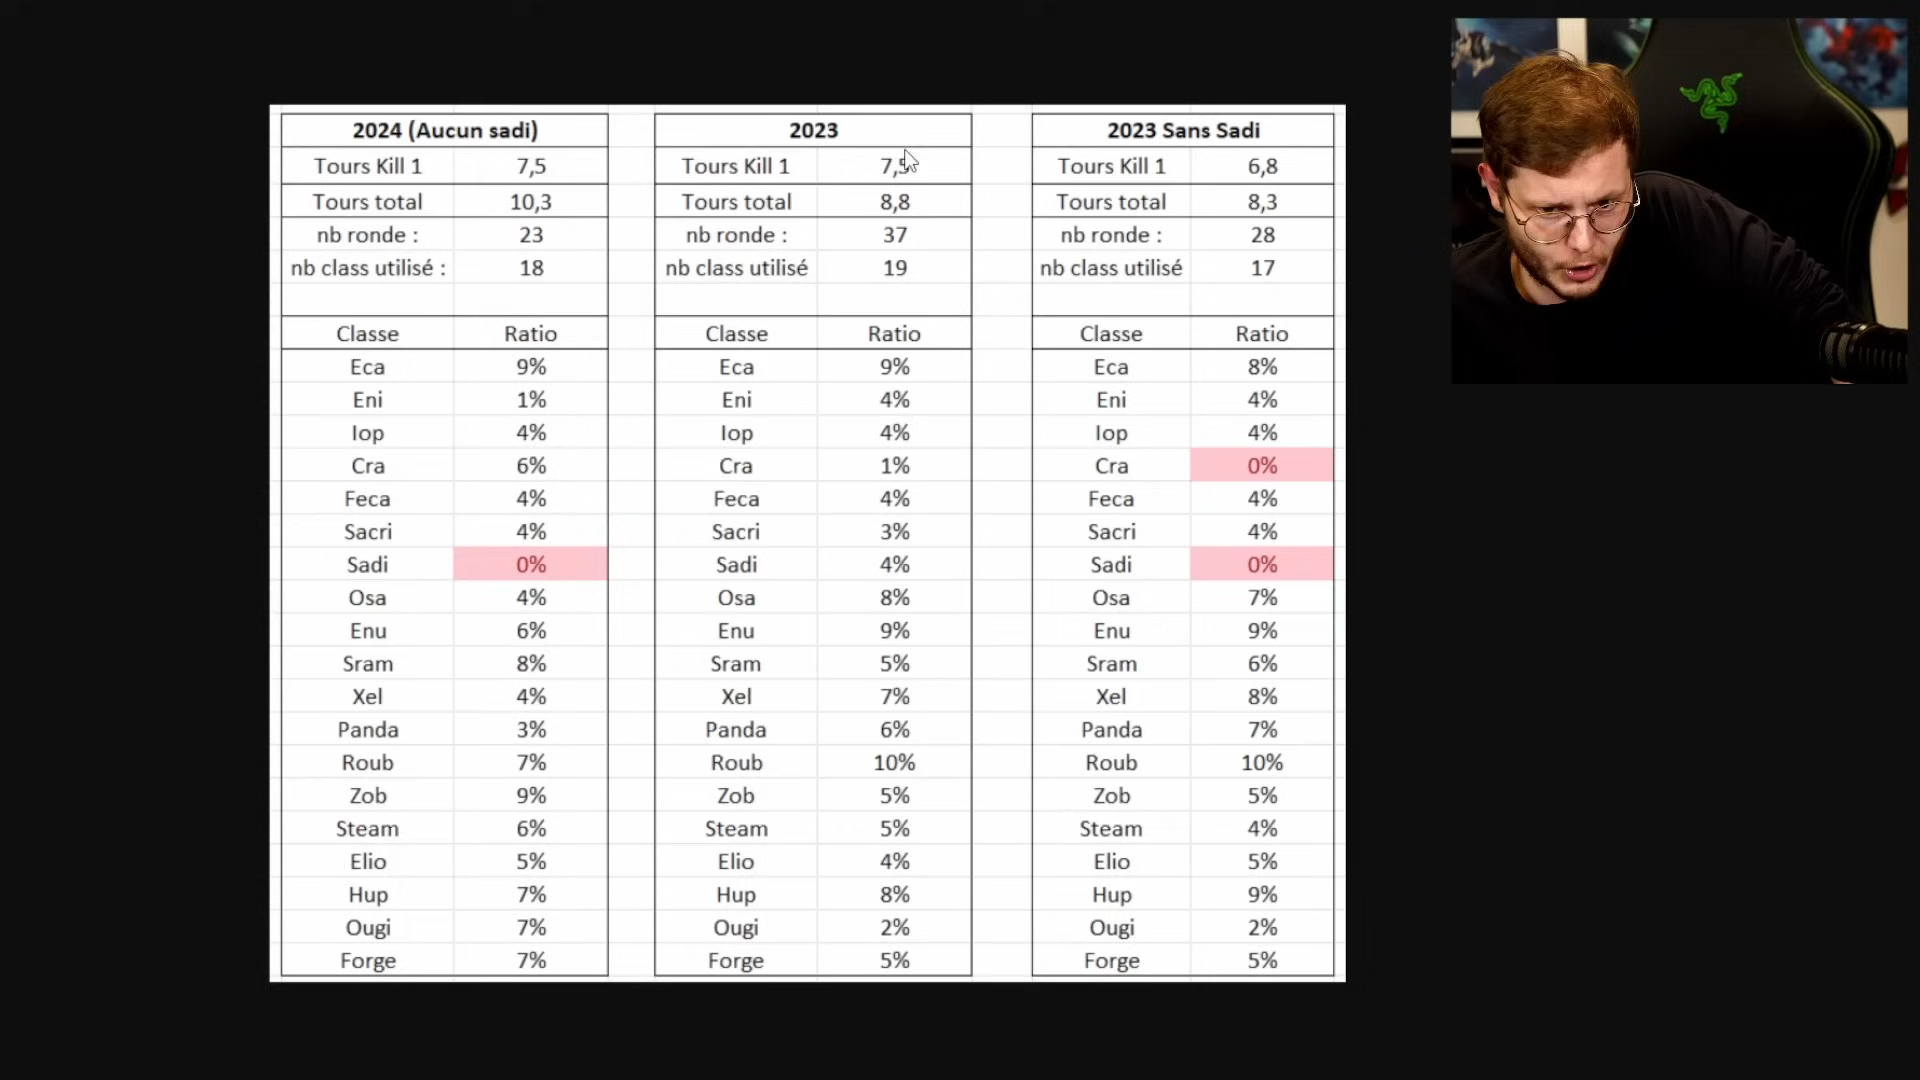 2024 (Aucun sadi)
Tours Kill 1 7,5
Tours total 10,3
nb ronde : 23
nb class utilisé : 18
Classe Ratio
Eca 9%
Eni 1%
Iop 4%
Cra 6%
Feca 4%
Sacri 4%
Sadi 0%
Osa 4%
Enu 6%
Sram 8%
Xel 4%
Panda 3%
Roub 7%
Zob 9%
Steam 6%
Elio 5%
Hup 7%
Ougi 7%
Forge 7%
2023
Tours Kill 1 7,5
Tours total 8,8
nb ronde : 37
nb class utilisé 19
Classe Ratio
Eca 9%
Eni 4%
Iop 4%
Cra 1%
Feca 4%
Sacri 3%
Sadi 4%
Osa 8%
Enu 9%
Sram 5%
Xel 7%
Panda 6%
Roub 10%
Zob 5%
Steam 5%
Elio 4%
Hup 8%
Ougi 2%
Forge 5%
2023 Sans Sadi
Tours Kill 1 6,8
Tours total 8,3
nb ronde : 28
nb class utilisé 17
Classe Ratio
Eca 8%
Eni 4%
Iop 4%
Cra 0%
Feca 4%
Sacri 4%
Sadi 0%
Osa 7%
Enu 9%
Sram 6%
Xel 8%
Panda 7%
Roub 10%
Zob 5%
Steam 4%
Elio 5%
Hup 9%
Ougi 2%
Forge 5%